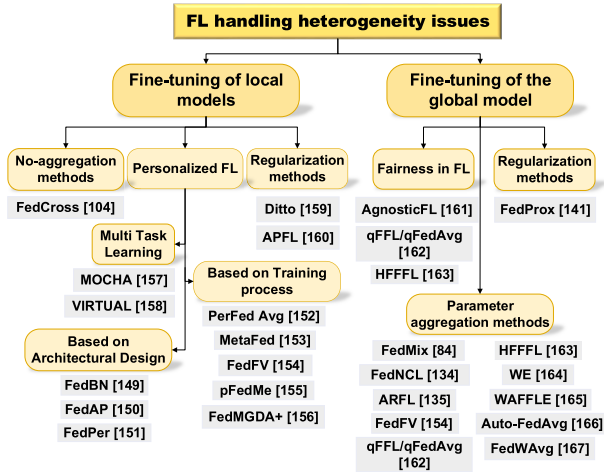 FL handling heterogeneity issues
Fine-tuning of local
models
Fine-tuning of the
global model
No-aggregation
methods
Personalized FL
Regularization
methods
Fairness in FL
Regularization
methods
FedCross [104]
Ditto [159]
APFL [160]
AgnosticFL [161]
qFFL/qFedAvg
[162]
HFFFL [163]
FedProx [141]
Multi Task
Learning
MOCHA [157]
VIRTUAL [158]
Based on Training
process
PerFed Avg [152]
MetaFed [153]
FedFV [154]
pFedMe [155]
FedMGDA+ [156]
Based on
Architectural Design
FedBN [149]
FedAP [150]
FedPer [151]
Parameter
aggregation methods
FedMix [84]
FedNCL [134]
ARFL [135]
FedFV [154]
qFFL/qFedAvg
[162]
HFFFL [163]
WE [164]
WAFFLE [165]
Auto-FedAvg [166]
FedWAvg [167]